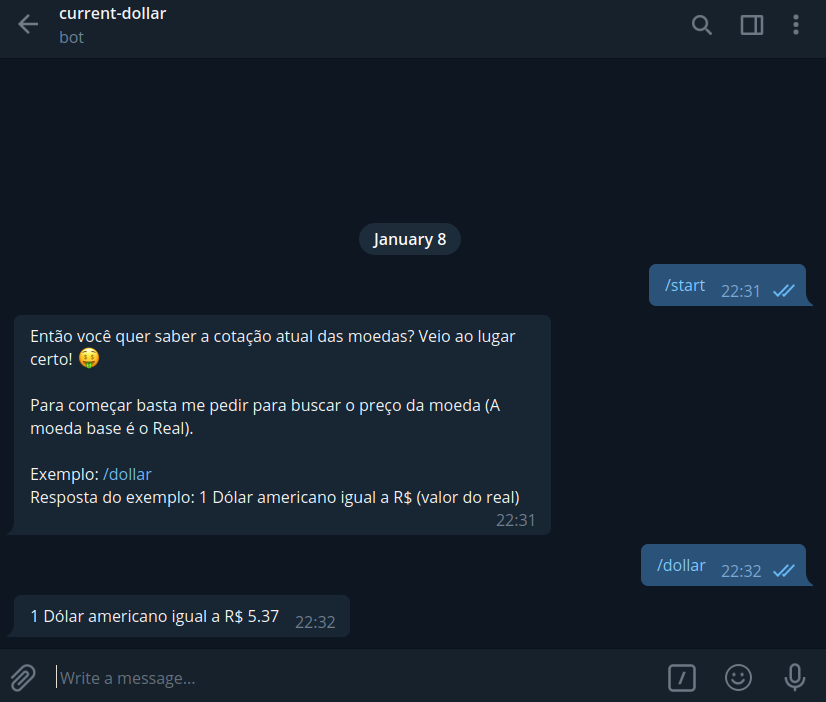 current-dollar
bot
January 8
/start 22:31
Então você quer saber a cotação atual das moedas? Veio ao lugar
certo! 🤑
Para começar basta me pedir para buscar o preço da moeda (A
moeda base é o Real).
Exemplo: /dollar
Resposta do exemplo: 1 Dólar americano igual a R$ (valor do real)
22:31
/dollar 22:32
1 Dólar americano igual a R$ 5.37 22:32
Write a message...